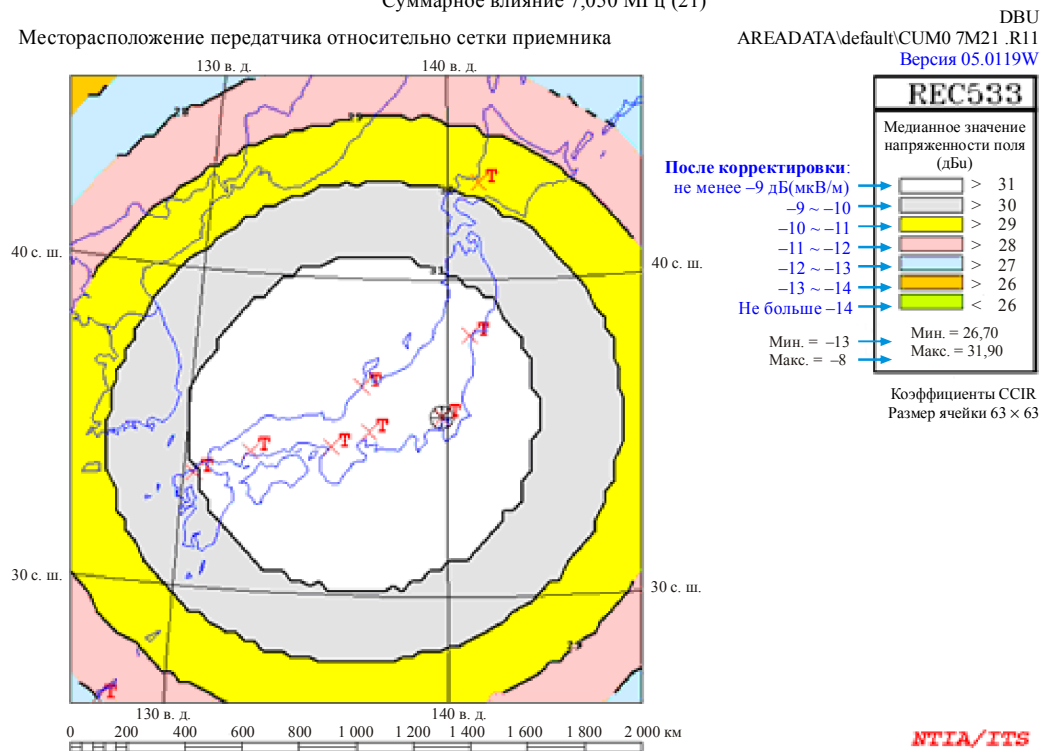 Суммарное влияние 7,050 МГц (21)
DBU
Месторасположение передатчика относительно сетки приемника
AREADATA\default\CUM0 7M21 .R11
Версия 05.0119W
130 в. д.
140 в. д.
REC533
Медианное значение
напряженности поля
(дБu)
После корректировки:
не менее –9 дБ(мкВ/м)
> 31
–9 ~ –10
> 30
–10 ~ –11
> 29
–11 ~ –12
> 28
–12 ~ –13
> 27
–13 ~ –14
> 26
Не больше –14
< 26
Мин. = –13
Мин. = 26,70
Макс. = –8
Макс. = 31,90
Коэффициенты CCIR
Размер ячейки 63 × 63
40 с. ш.
40 с. ш.
30 с. ш.
30 с. ш.
28
31
T
T
T
T
T
T
T
T
T
130 в. д.
140 в. д.
0 200 400 600 800 1 000 1 200 1 400 1 600 1 800 2 000 км
NTIA/ITS